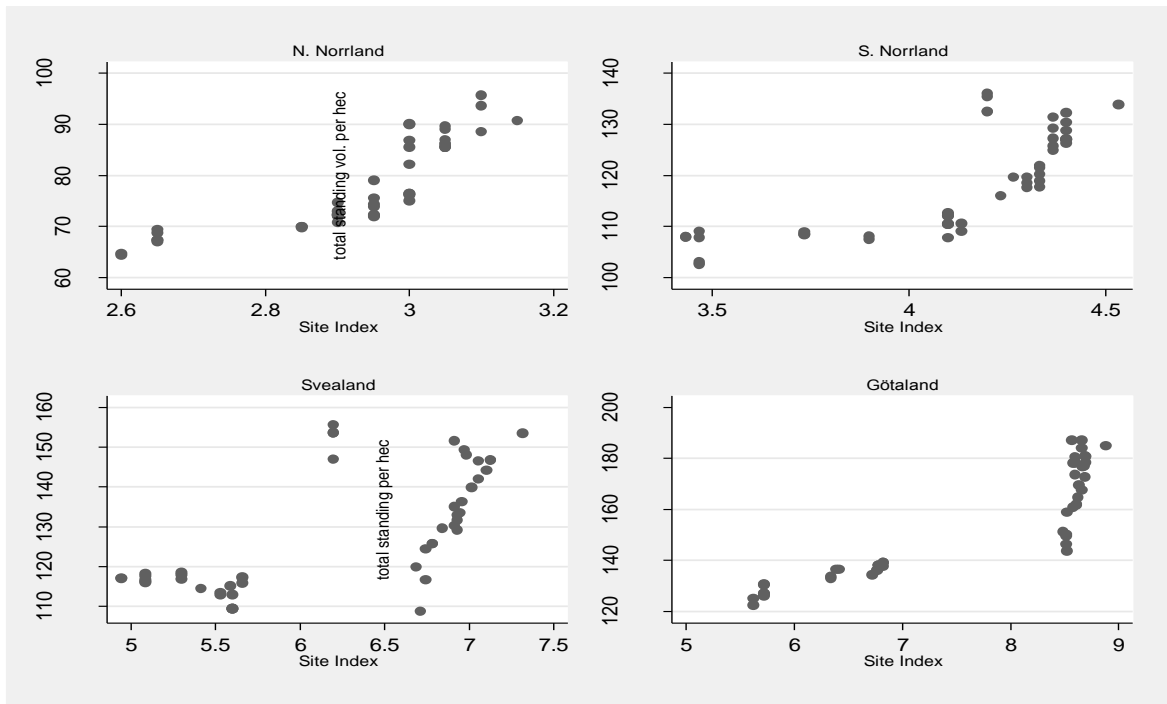 N. Norrland
100
90
80
70
60
total standing vol. per hec
2.6 2.8 3 3.2
Site Index
S. Norrland
140
130
120
110
100
3.5 4 4.5
Site Index
Svealand
160
150
140
130
120
110
total standing per hec
5 5.5 6 6.5 7 7.5
Site Index
Götaland
200
180
160
140
120
5 6 7 8 9
Site Index